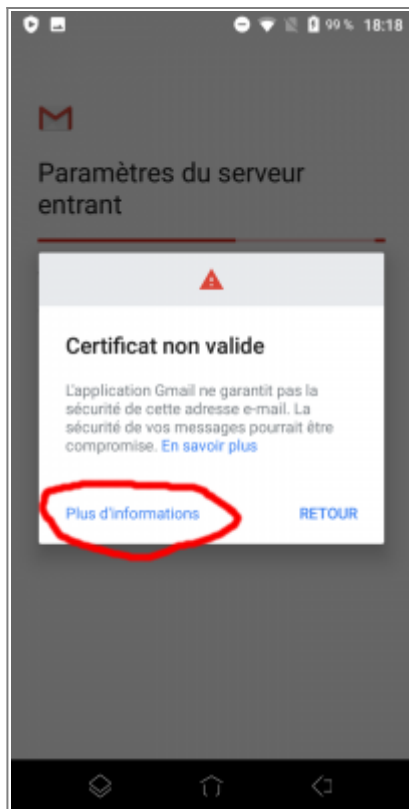 99 % 18:18
Paramètres du serveur
entrant
Certificat non valide
L'application Gmail ne garantit pas la
sécurité de cette adresse e-mail. La
sécurité de vos messages pourrait être
compromise. En savoir plus
Plus d'informations RETOUR